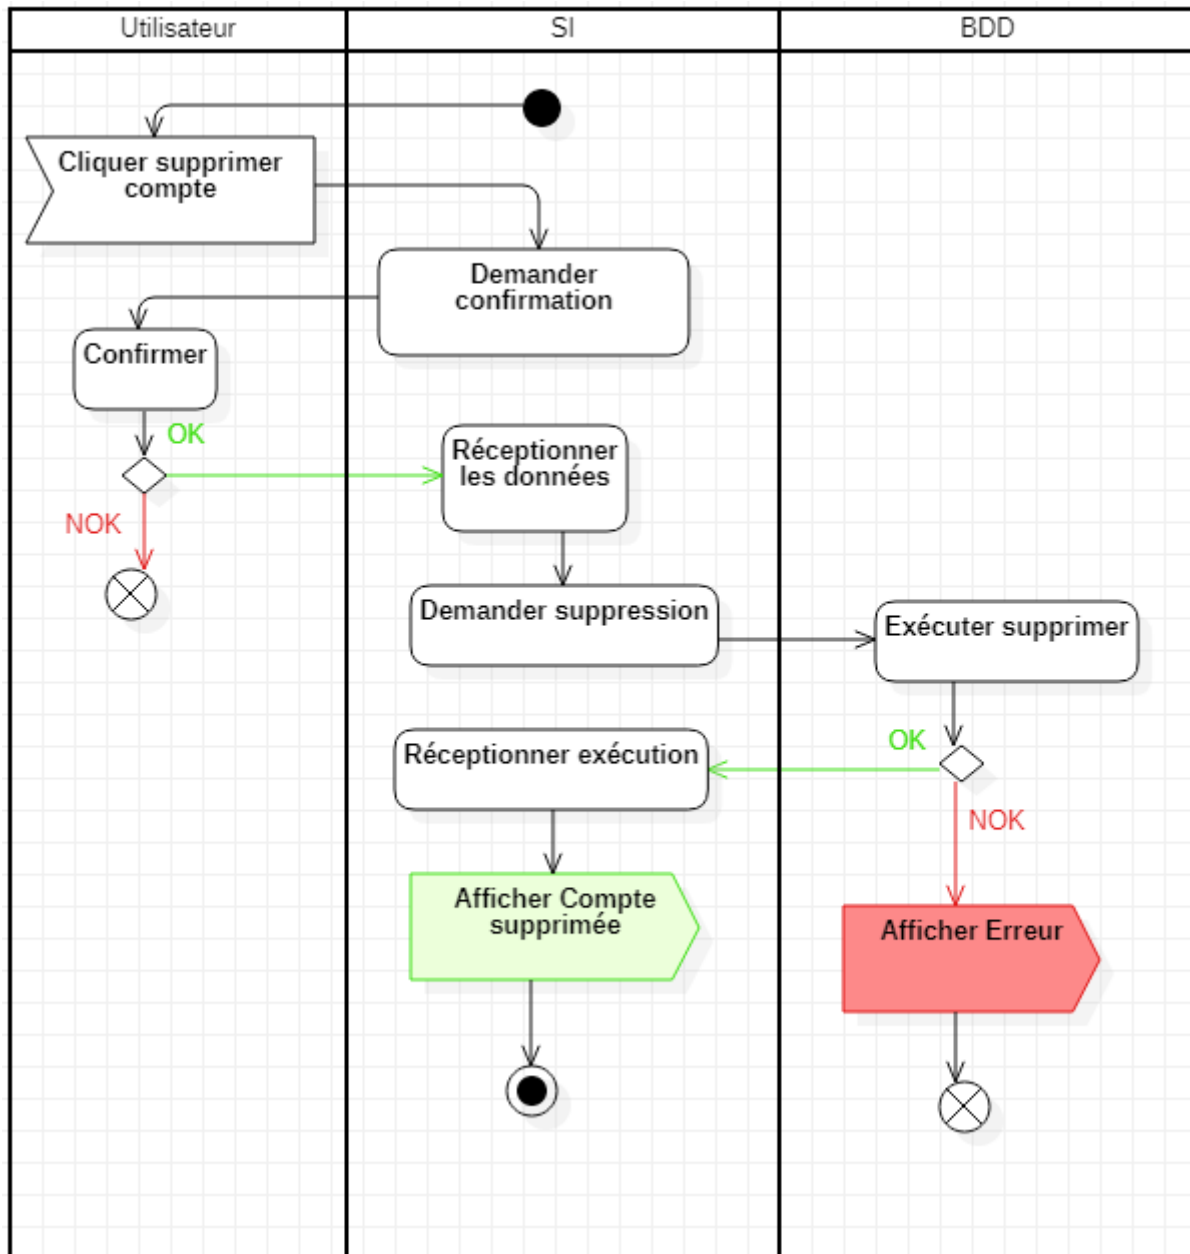 Utilisateur
SI
BDD
Cliquer supprimer
compte
Demander
confirmation
Confirmer
OK
Réceptionner
les données
NOK
Demander suppression
Exécuter supprimer
OK
Réceptionner exécution
NOK
Afficher Compte
supprimée
Afficher Erreur